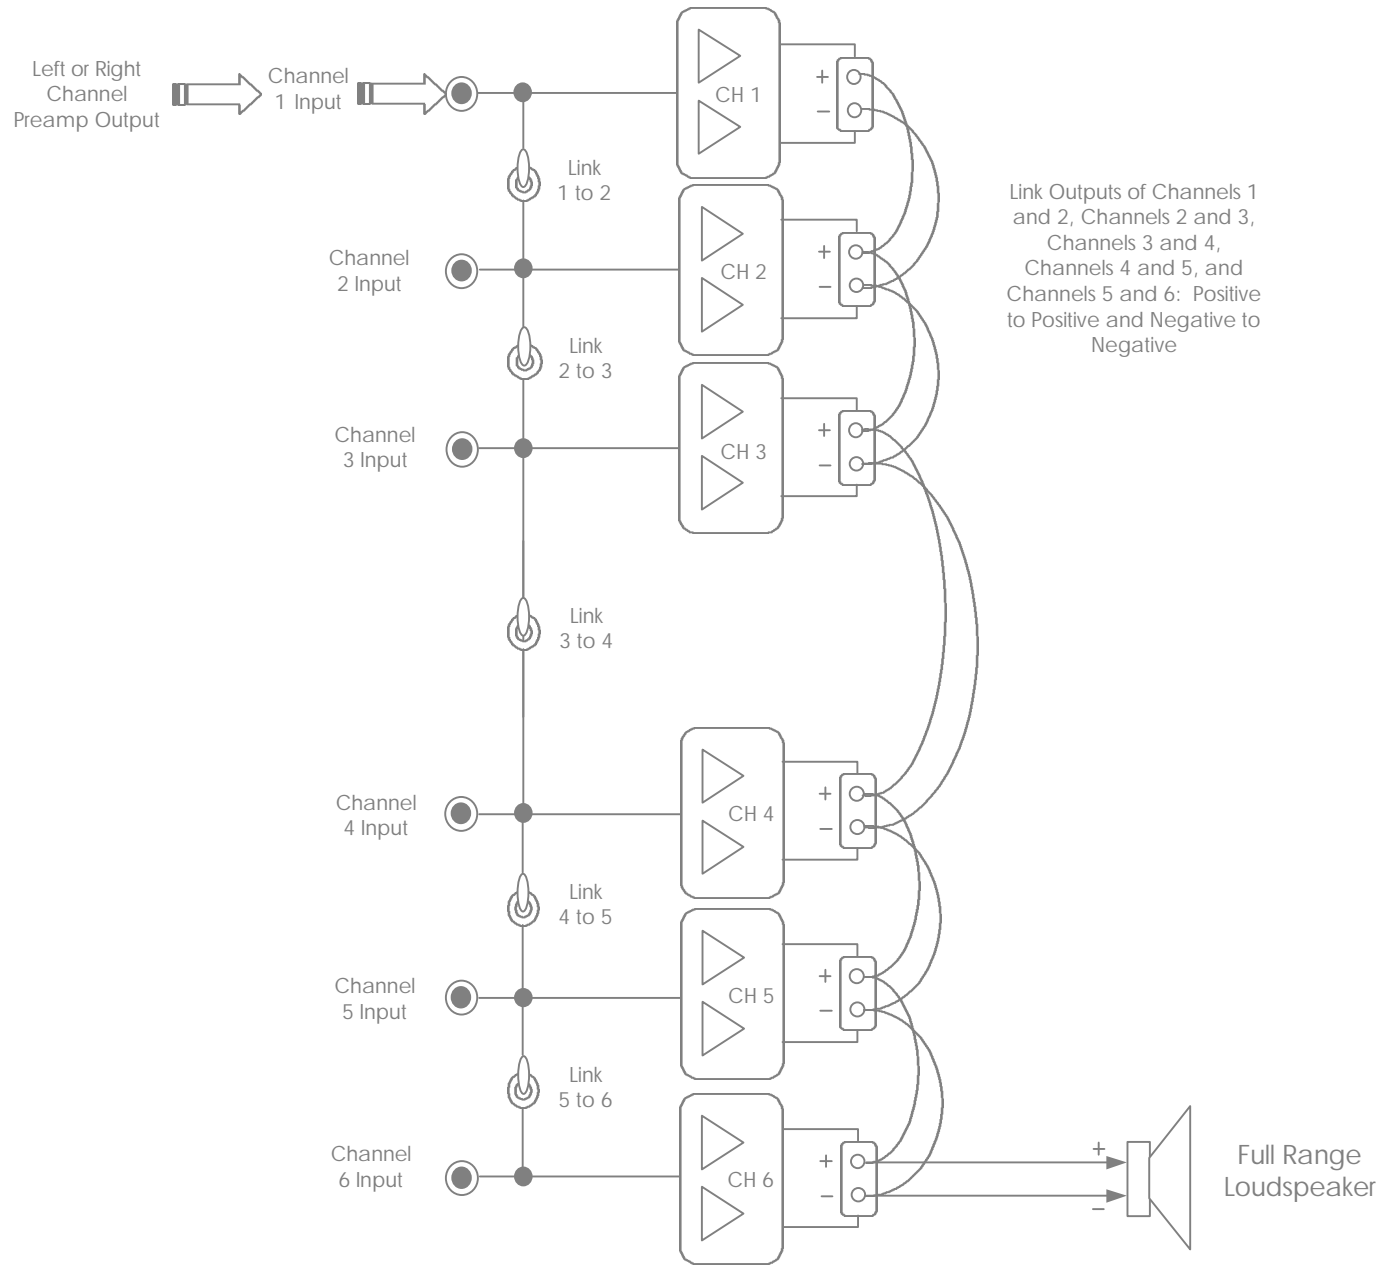 Left or Right
Channel
Preamp Output
Channel
1 Input
CH 1
+
−
Link
1 to 2
Link Outputs of Channels 1
and 2, Channels 2 and 3,
Channels 3 and 4,
Channels 4 and 5, and
Channels 5 and 6:  Positive
to Positive and Negative to
Negative
Channel
2 Input
CH 2
+
−
Link
2 to 3
Channel
3 Input
CH 3
+
−
Link
3 to 4
Channel
4 Input
CH 4
+
−
Link
4 to 5
Channel
5 Input
CH 5
+
−
Link
5 to 6
Channel
6 Input
CH 6
+
−
+
−
Full Range
Loudspeaker